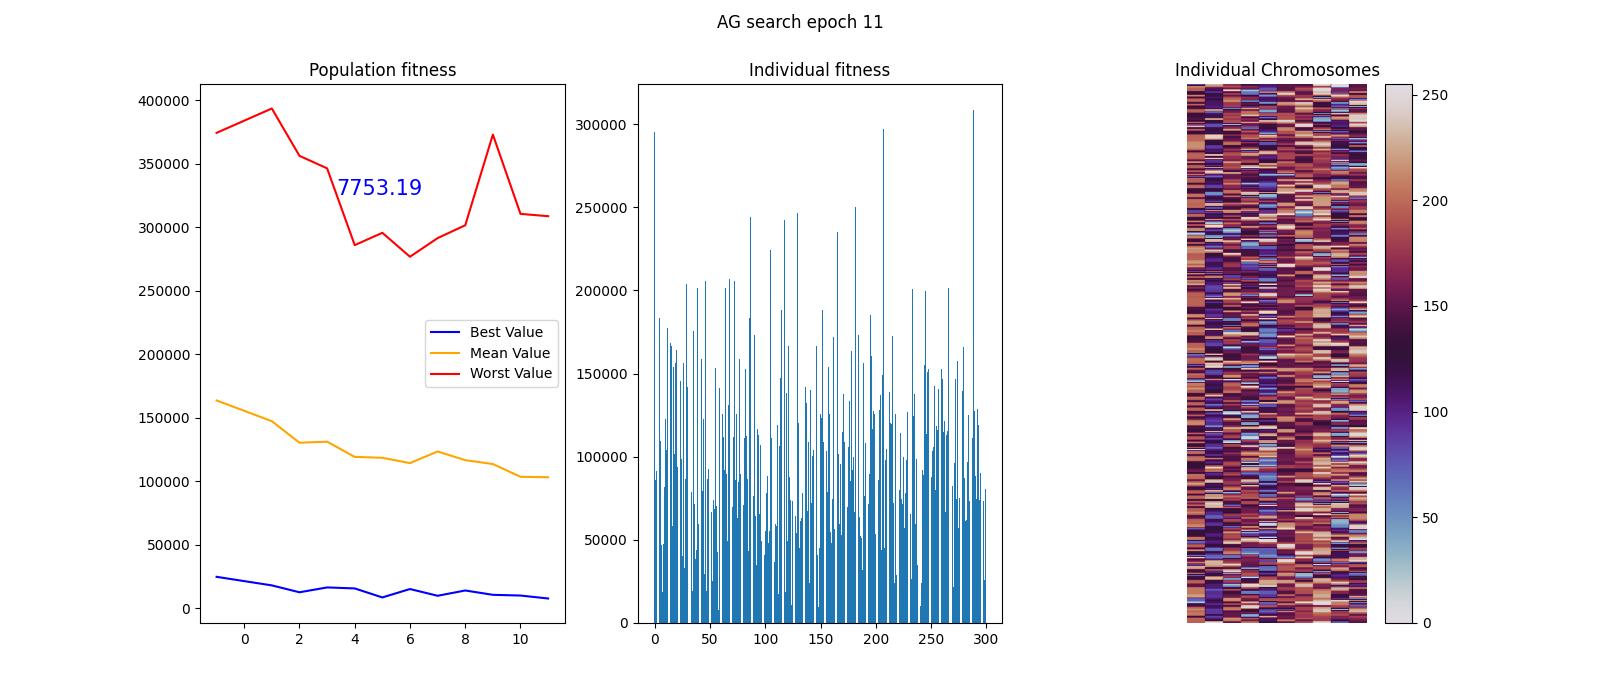 AG search epoch 11
Population fitness
400000
350000
300000
250000
200000
150000
100000
50000
0
7753.19
Best Value
Mean Value
Worst Value
0 2 4 6 8 10
Individual fitness
300000
250000
200000
150000
100000
50000
0
0 50 100 150 200 250 300
Individual Chromosomes
250
200
150
100
50
0